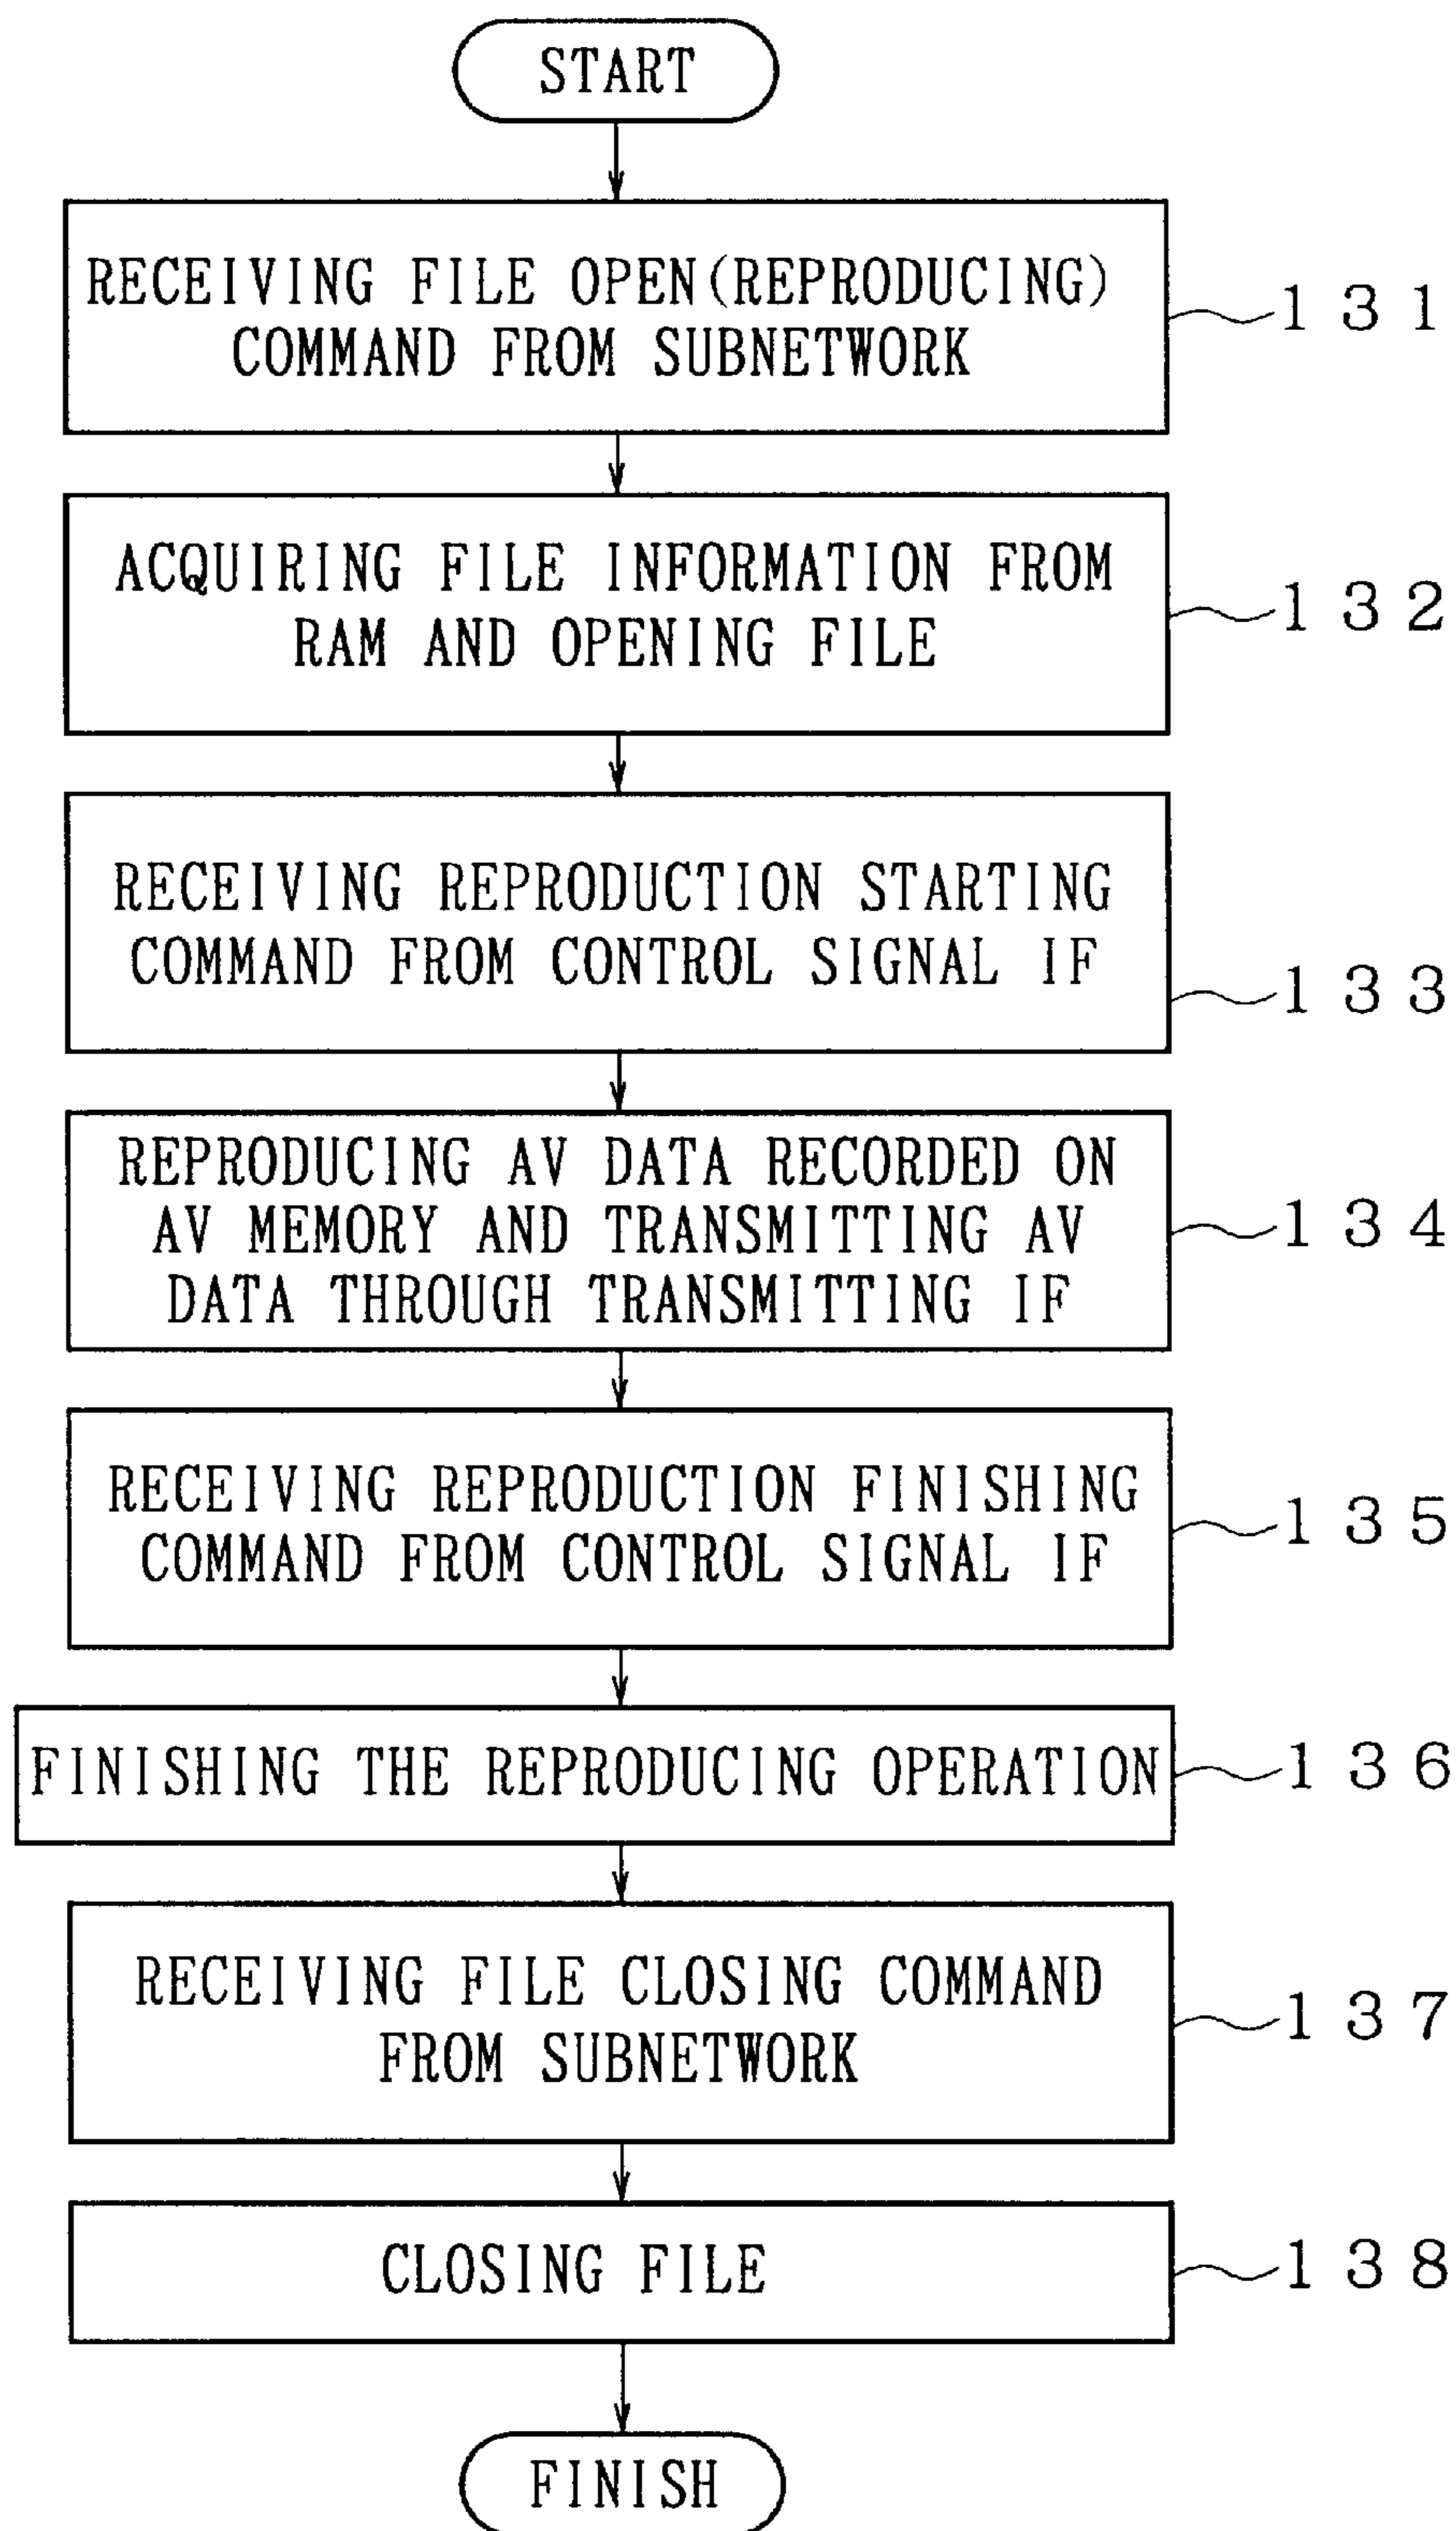 START
RECEIVING FILE OPEN(REPRODUCING)
COMMAND FROM SUBNETWORK
131
ACQUIRING FILE INFORMATION FROM
RAM AND OPENING FILE
132
RECEIVING REPRODUCTION STARTING
COMMAND FROM CONTROL SIGNAL IF
133
REPRODUCING AV DATA RECORDED ON
AV MEMORY AND TRANSMITTING AV
DATA THROUGH TRANSMITTING IF
134
RECEIVING REPRODUCTION FINISHING
COMMAND FROM CONTROL SIGNAL IF
135
FINISHING THE REPRODUCING OPERATION
136
RECEIVING FILE CLOSING COMMAND
FROM SUBNETWORK
137
CLOSING FILE
138
FINISH